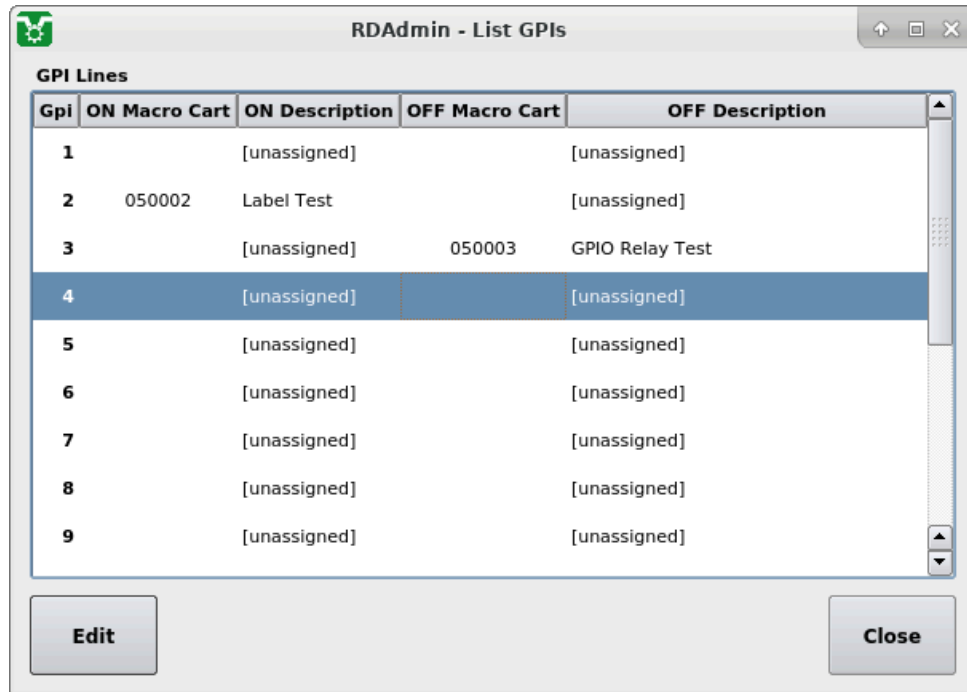 RDAdmin - List GPIs
GPI Lines
Gpi ON Macro Cart ON Description OFF Macro Cart OFF Description
1 [unassigned] [unassigned]
2 050002 Label Test [unassigned]
3 [unassigned] 050003 GPIO Relay Test
4 [unassigned] [unassigned]
5 [unassigned] [unassigned]
6 [unassigned] [unassigned]
7 [unassigned] [unassigned]
8 [unassigned] [unassigned]
9 [unassigned] [unassigned]
Edit Close